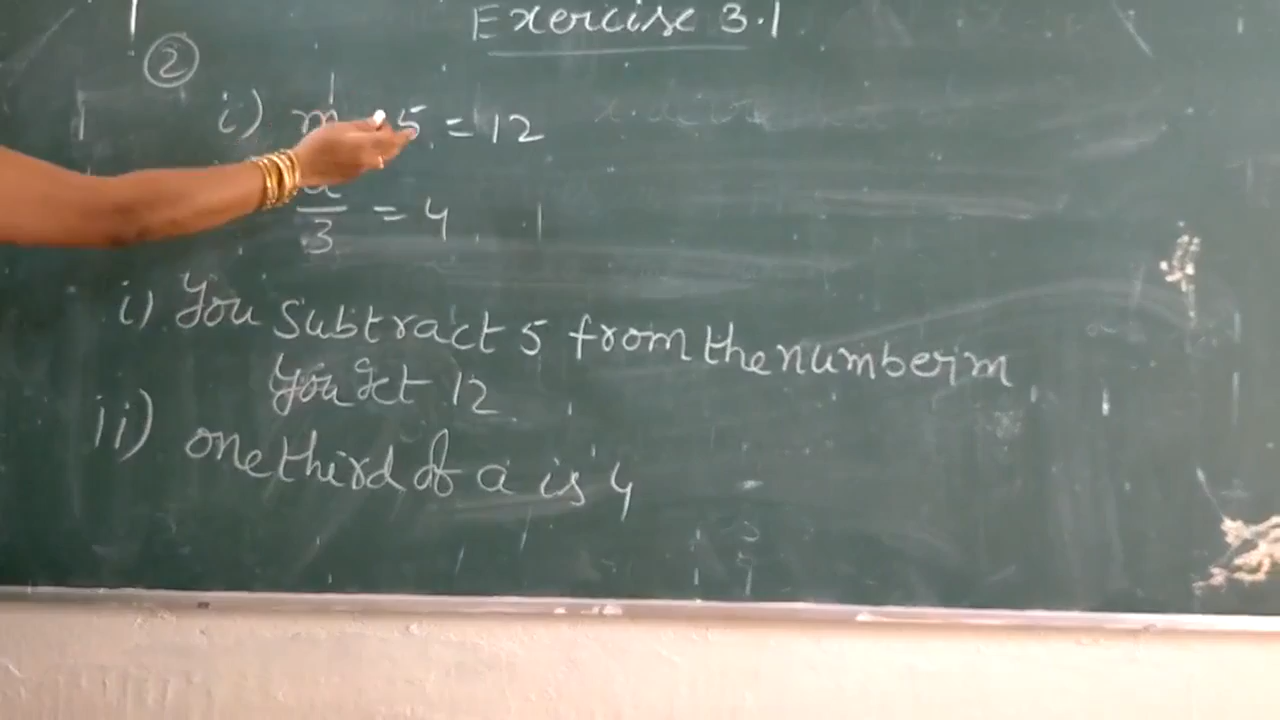 Exercise 3.1
②
i) m 5 = 12
a/3 = 4
i) You Subtract 5 from the number m
you get 12
ii) one third of a is 4